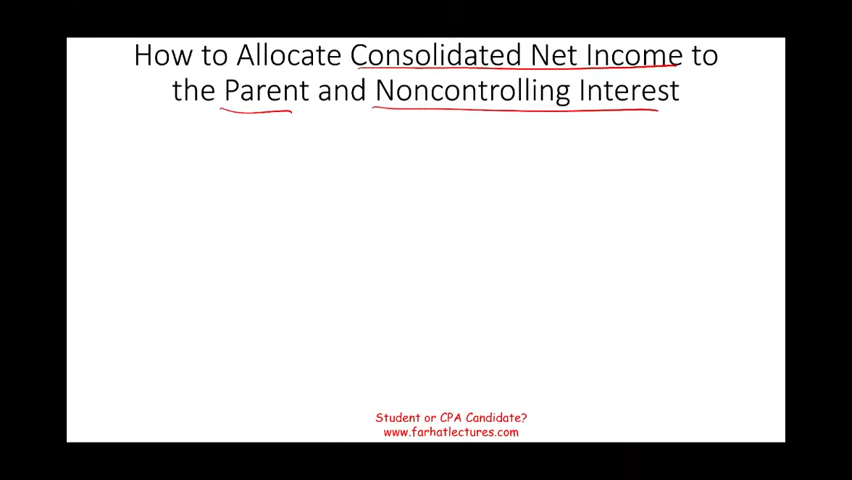 How to Allocate Consolidated Net Income to
the Parent and Noncontrolling Interest
Student or CPA Candidate?
www.farhatlectures.com